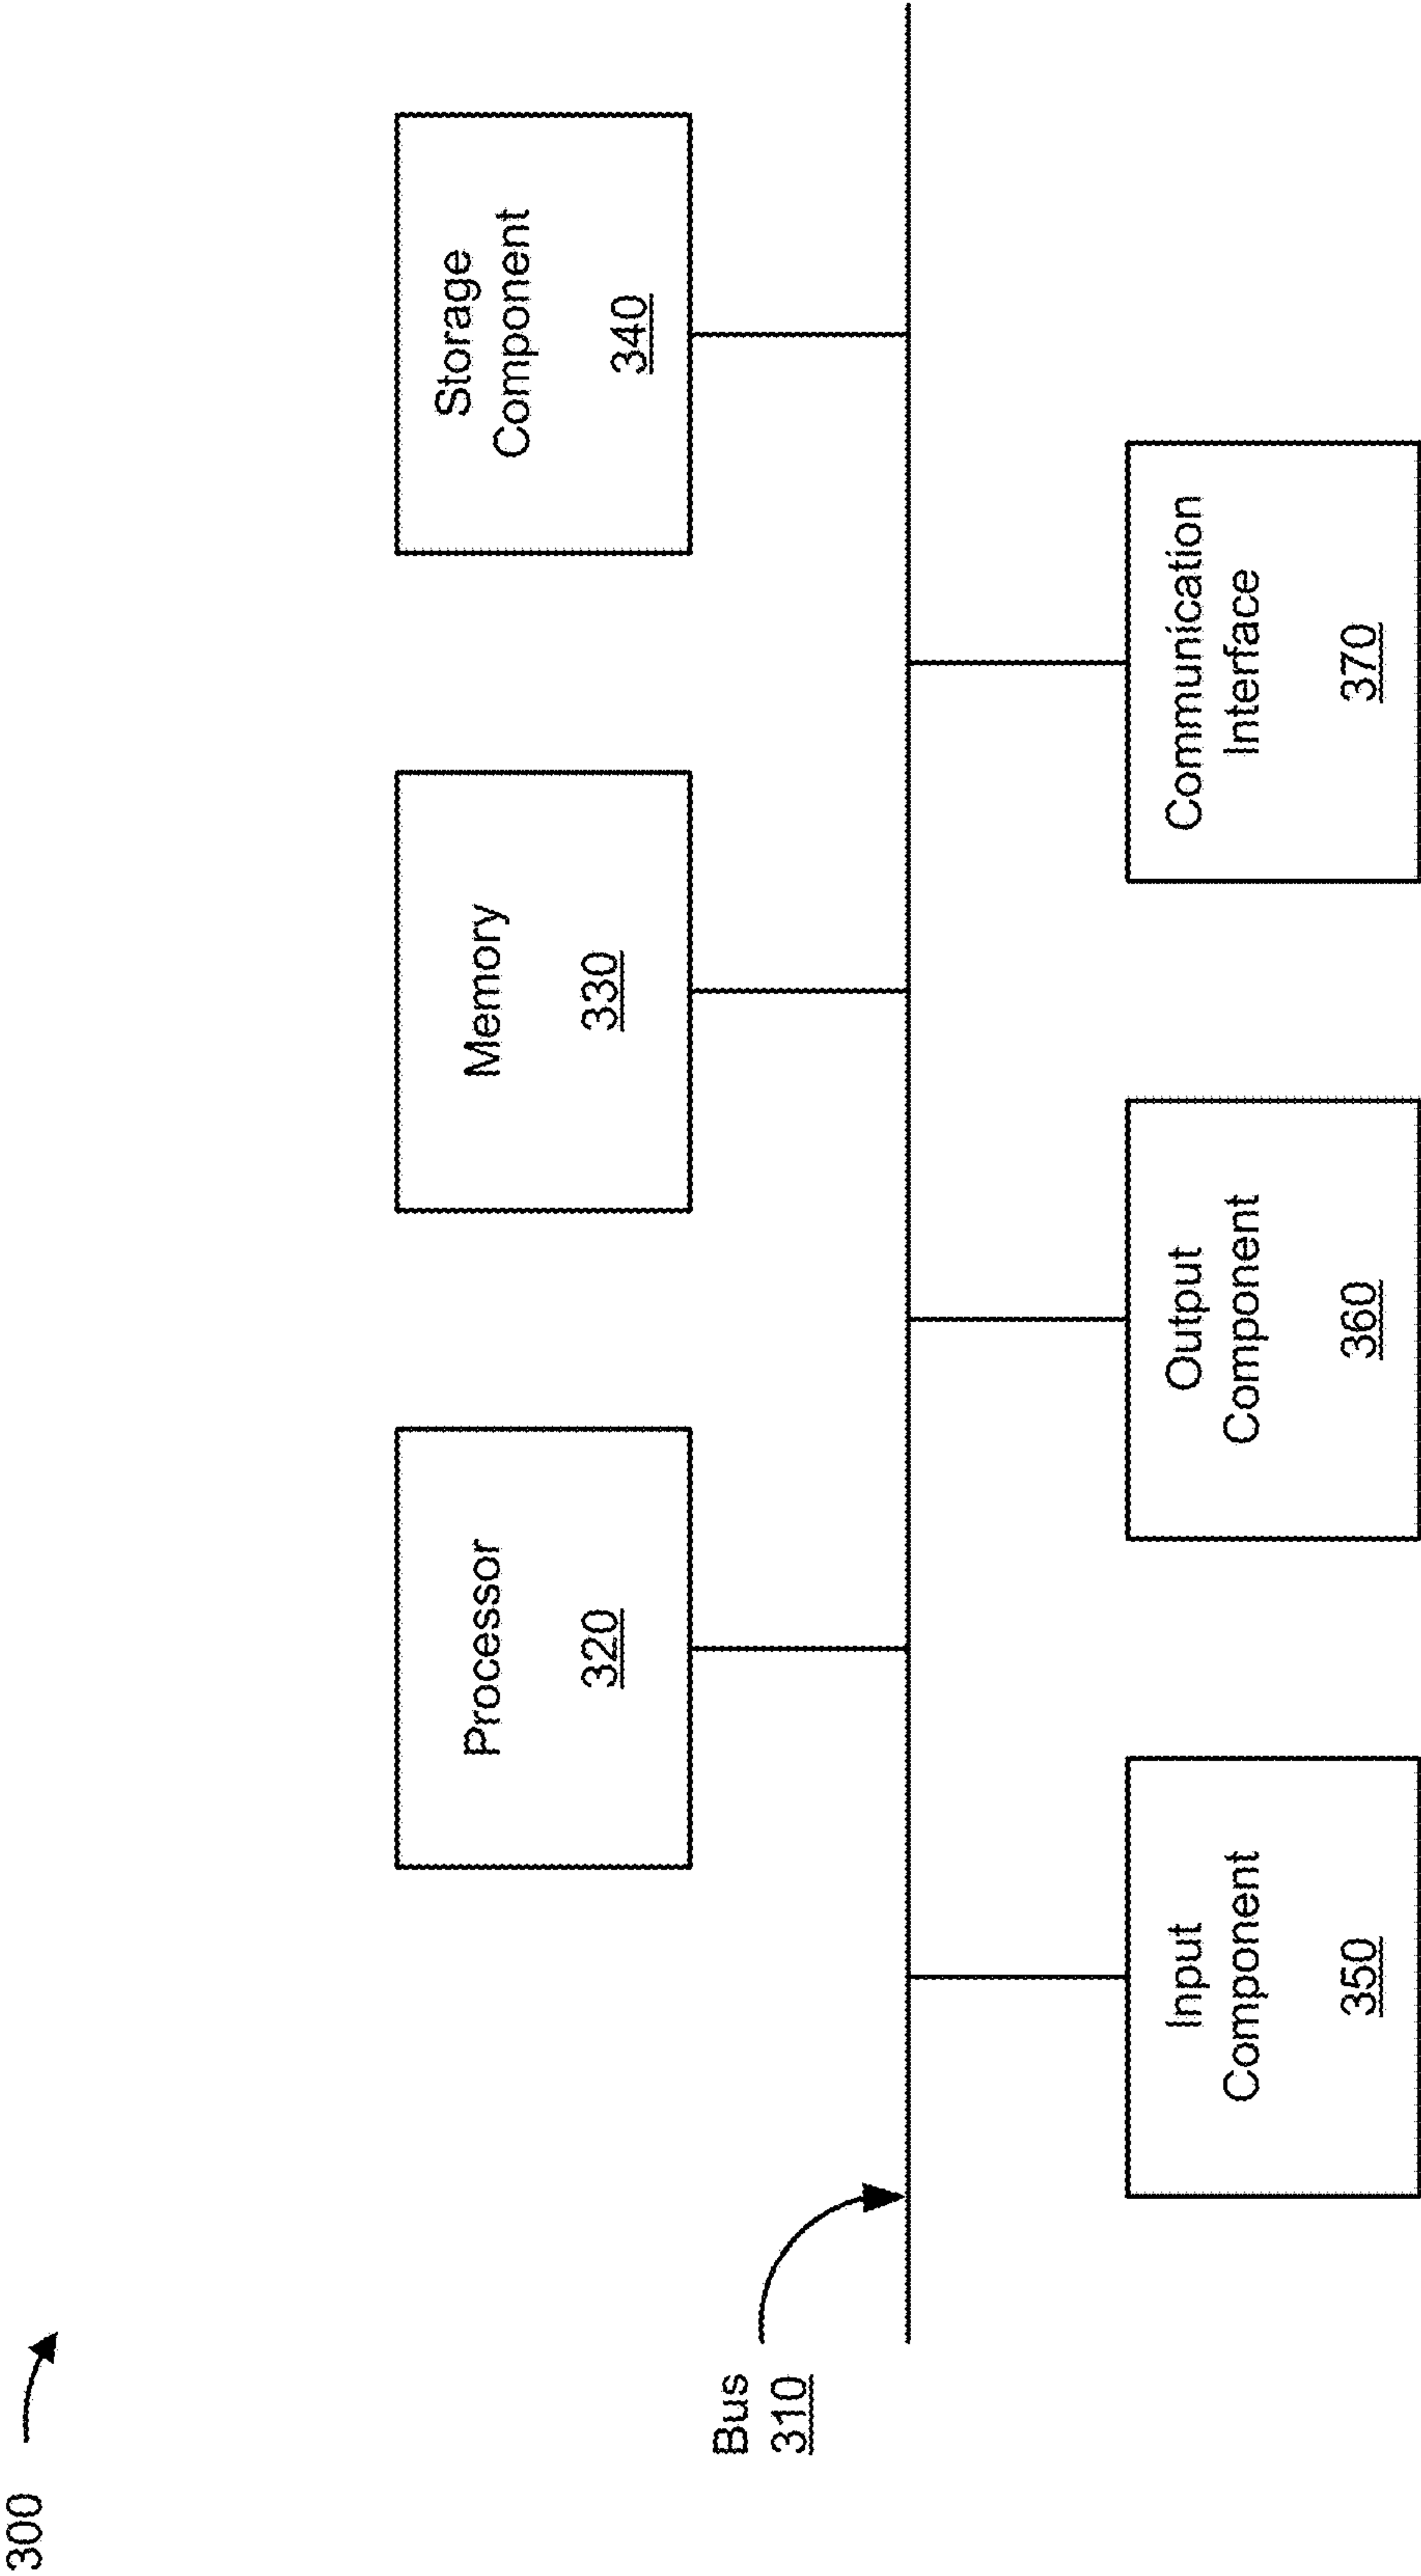 300
Bus
310
Processor
320
Memory
330
Storage
Component
340
Input
Component
350
Output
Component
360
Communication
Interface
370